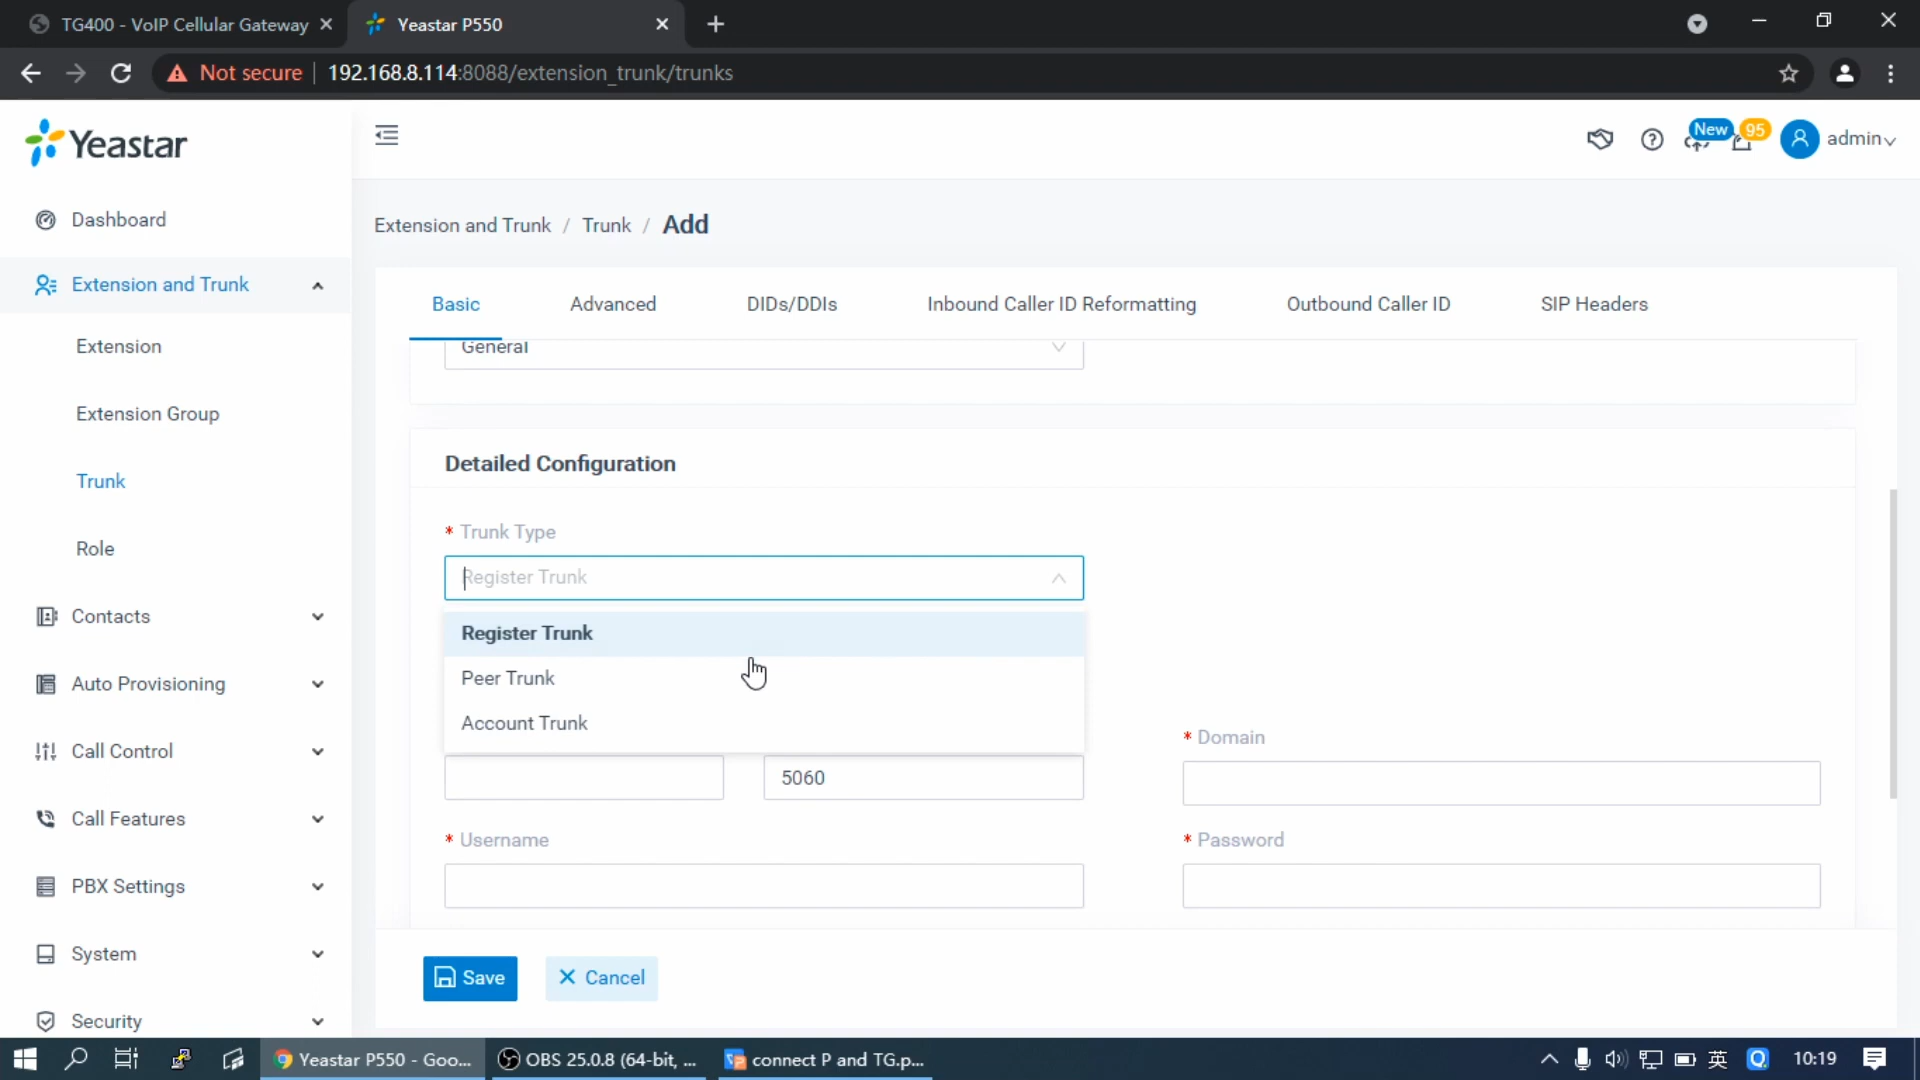 TG400 - VoIP Cellular Gateway
Yeastar P550
Not secure
192.168.8.114:8088/extension_trunk/trunks
Yeastar
New
95
admin
Dashboard
Extension and Trunk / Trunk / Add
Extension and Trunk
Basic
Advanced
DIDs/DDIs
Inbound Caller ID Reformatting
Outbound Caller ID
SIP Headers
Extension
General
Extension Group
Detailed Configuration
Trunk
* Trunk Type
Role
Register Trunk
Contacts
Register Trunk
Auto Provisioning
Peer Trunk
Account Trunk
* Domain
Call Control
5060
Call Features
* Username
* Password
PBX Settings
System
Save
Cancel
Security
Yeastar P550 - Goo...
OBS 25.0.8 (64-bit, ...
connect P and TG.p...
英
10:19